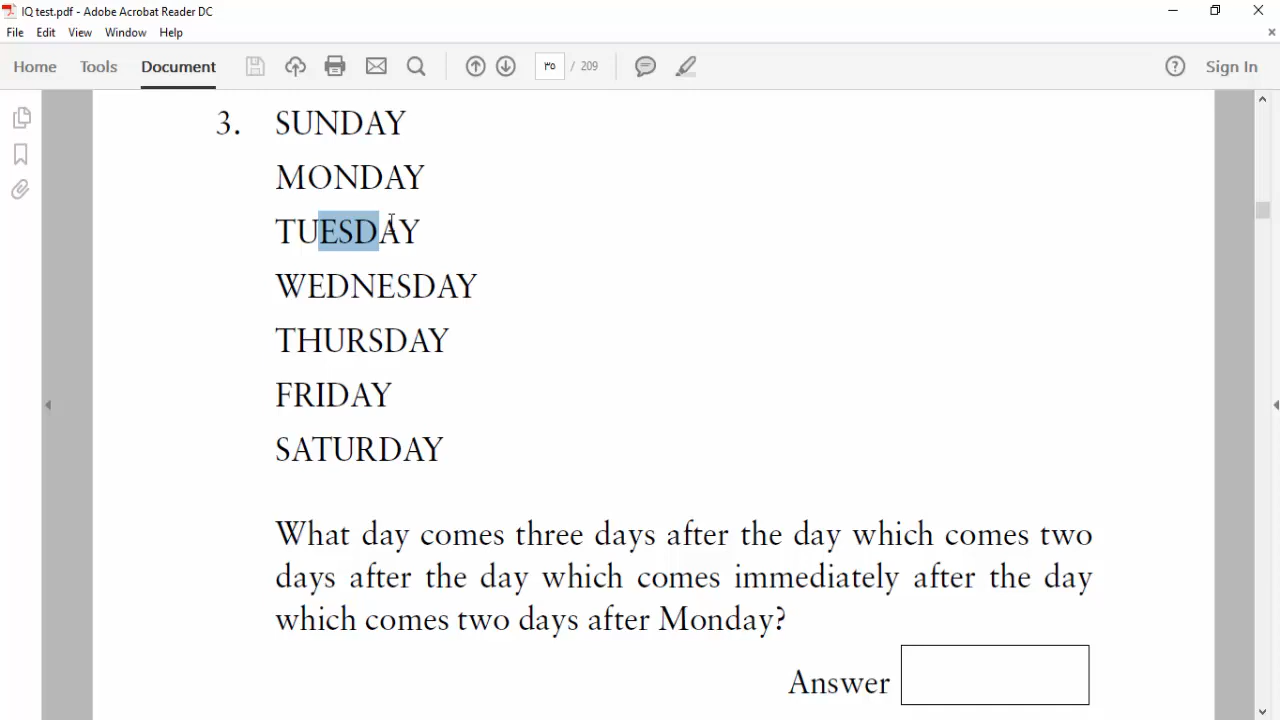 IQ test.pdf - Adobe Acrobat Reader DC
File Edit View Window Help
Home Tools Document ٣٥ / 209 Sign In
3. SUNDAY
MONDAY
TUESDAY
WEDNESDAY
THURSDAY
FRIDAY
SATURDAY
What day comes three days after the day which comes two
days after the day which comes immediately after the day
which comes two days after Monday?
Answer